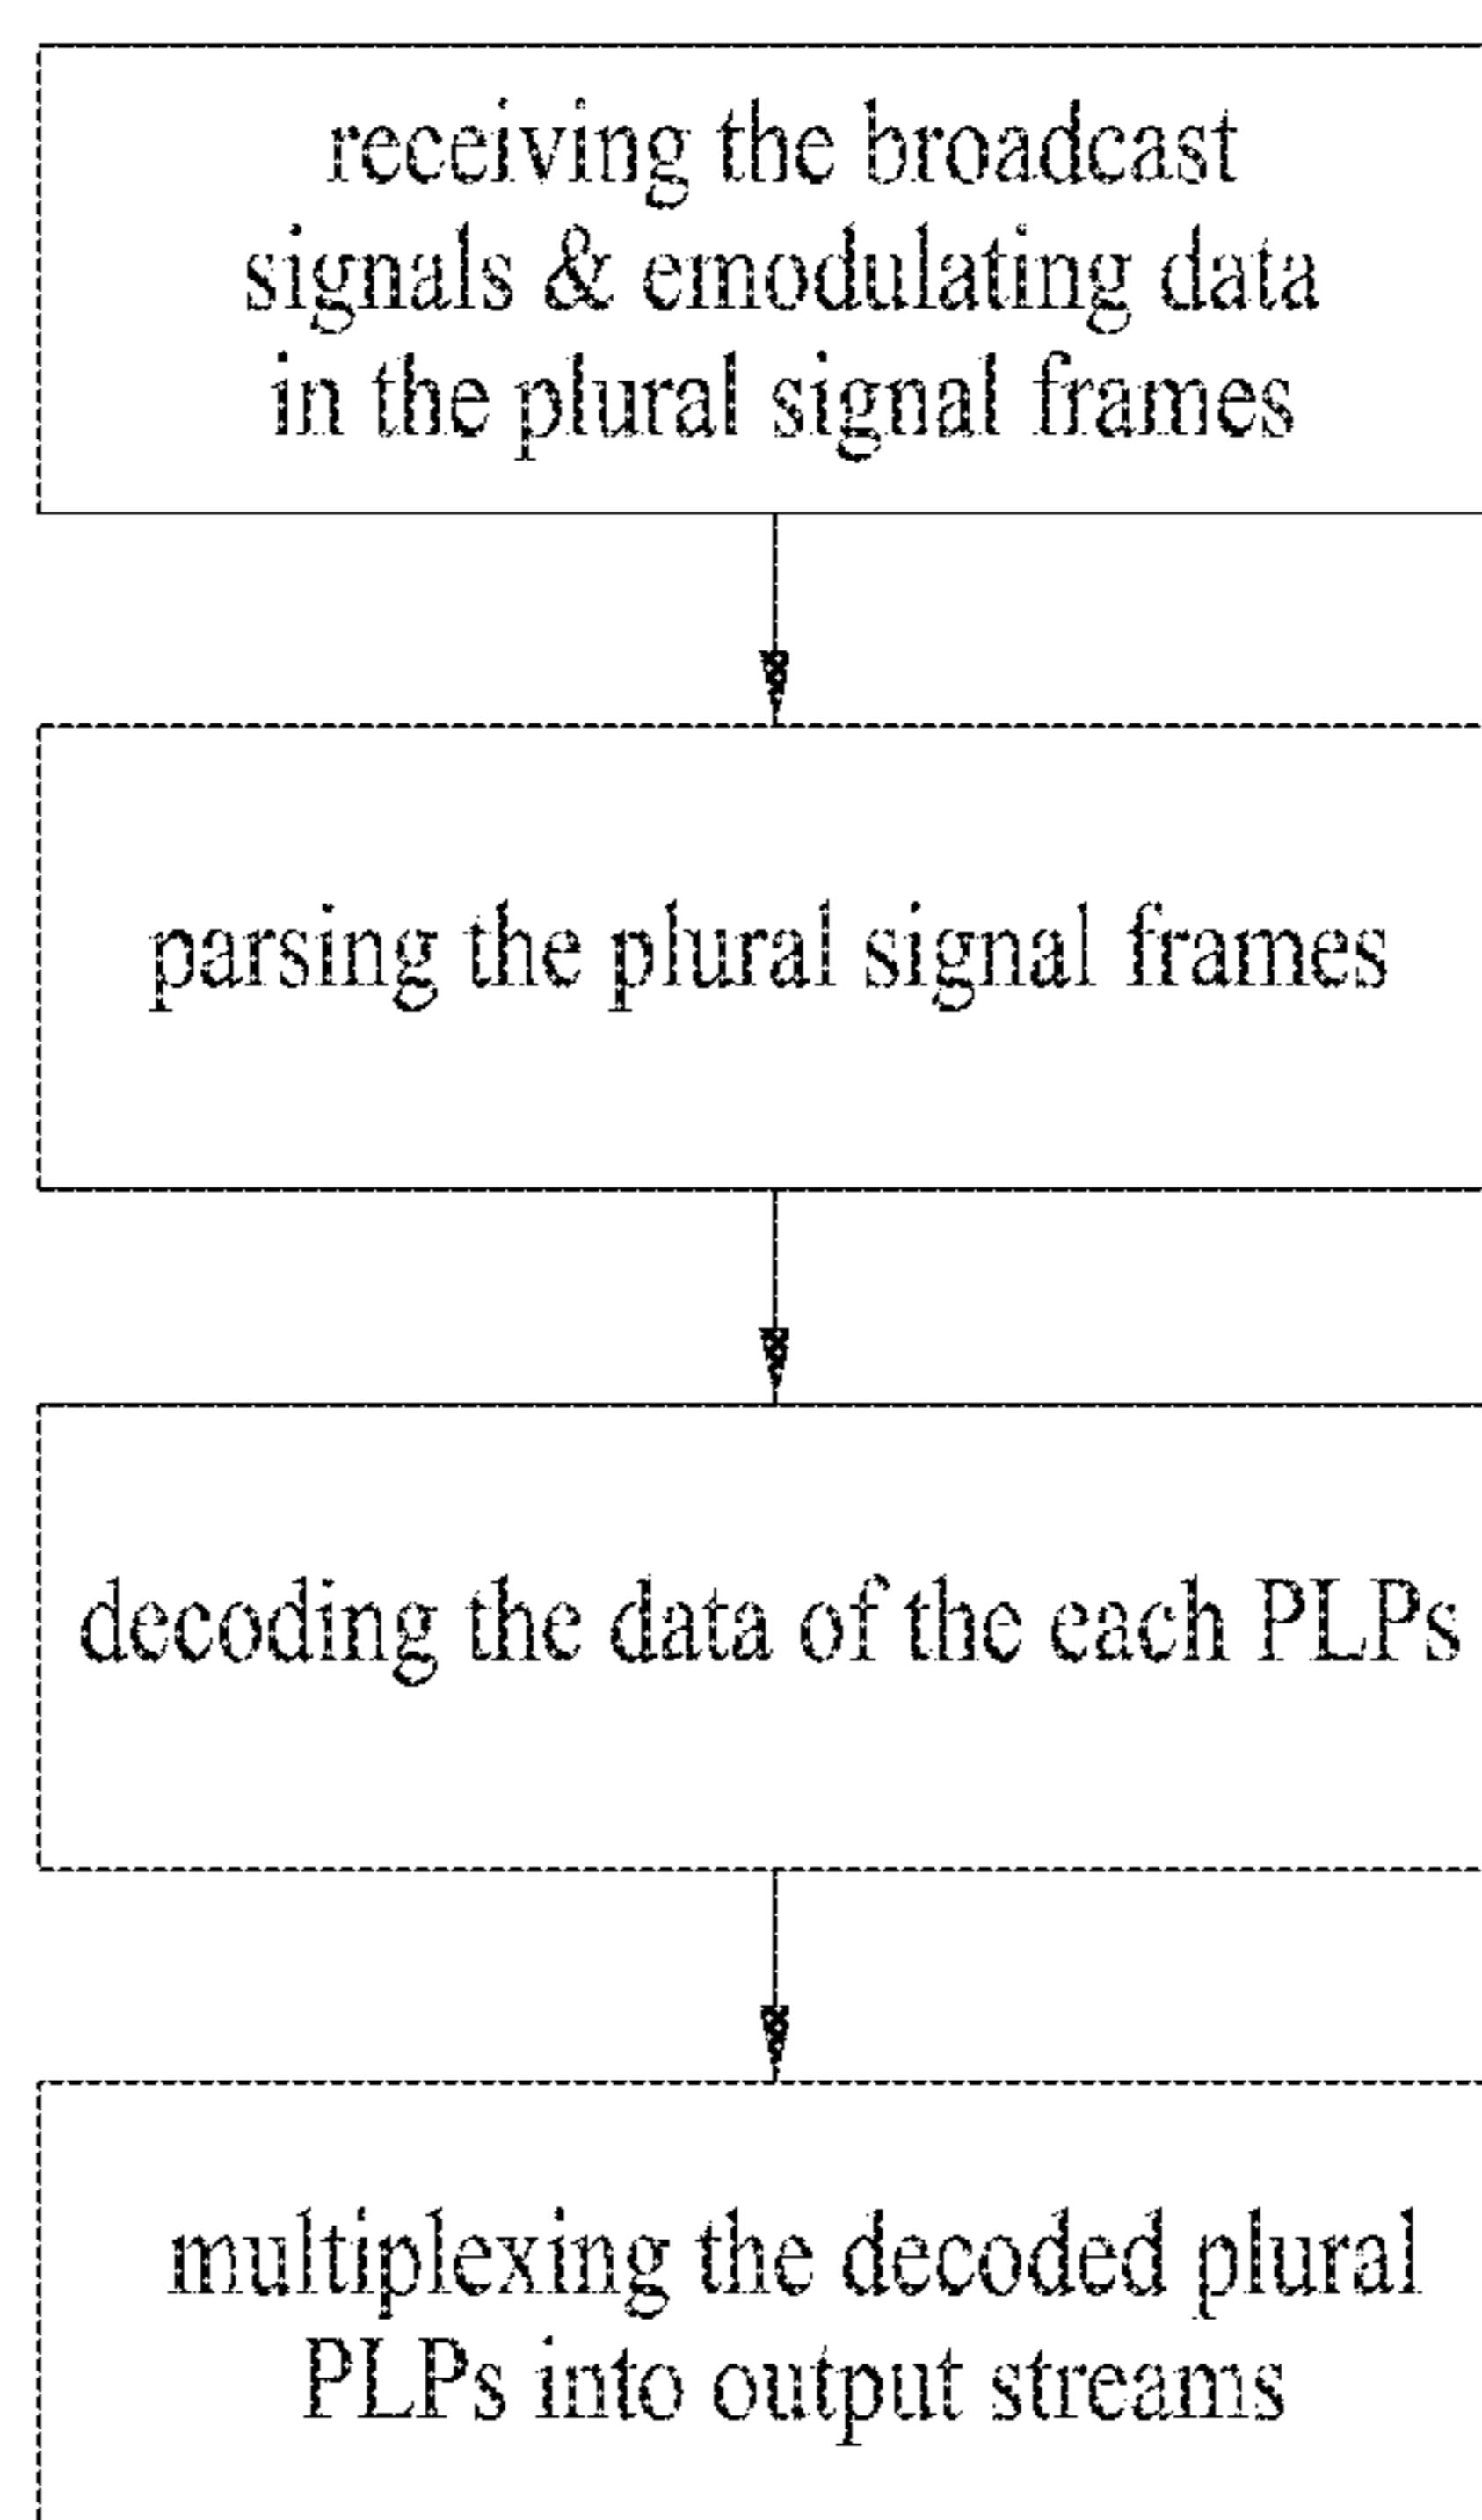 receiving the broadcast
signals & emodulating data
in the plural signal frames
parsing the plural signal frames
decoding the data of the each PLPs
multiplexing the decoded plural
PLPs into output streams